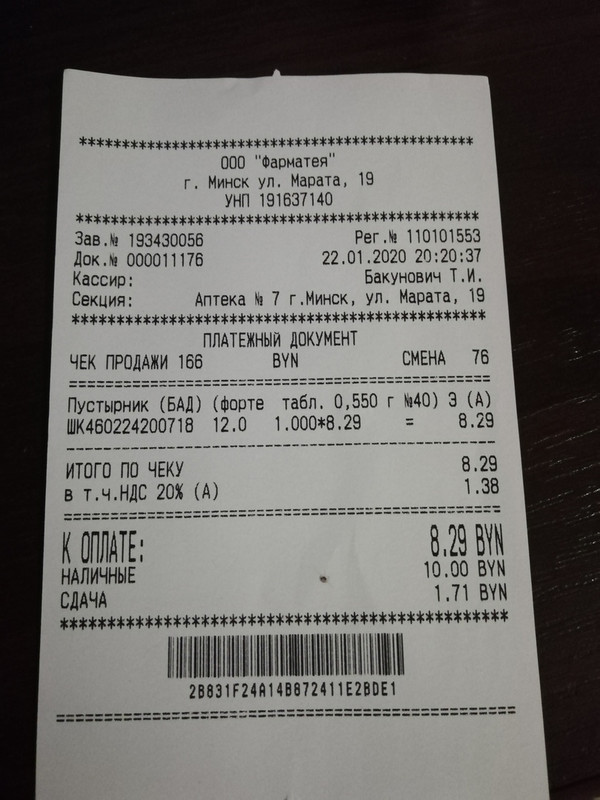 **********************************************
ООО "Фарматея"
г. Минск ул. Марата, 19
УНП 191637140
**********************************************
Зав.№ 193430056 Рег.№ 110101553
Док.№ 000011176 22.01.2020 20:20:37
Кассир: Бакунович Т.И.
Секция: Аптека № 7 г.Минск, ул. Марата, 19
**********************************************
ПЛАТЕЖНЫЙ ДОКУМЕНТ
ЧЕК ПРОДАЖИ 166 BYN СМЕНА 76
==============================================
Пустырник (БАД) (форте табл. 0,550 г №40) Э (А)
ШК460224200718 12.0 1.000*8.29 = 8.29
----------------------------------------------
ИТОГО ПО ЧЕКУ 8.29
в т.ч.НДС 20% (А) 1.38
==============================================
К ОПЛАТЕ: 8.29 BYN
НАЛИЧНЫЕ 10.00 BYN
СДАЧА 1.71 BYN
**********************************************
2B831F24A14B872411E2BDE1
==============================================